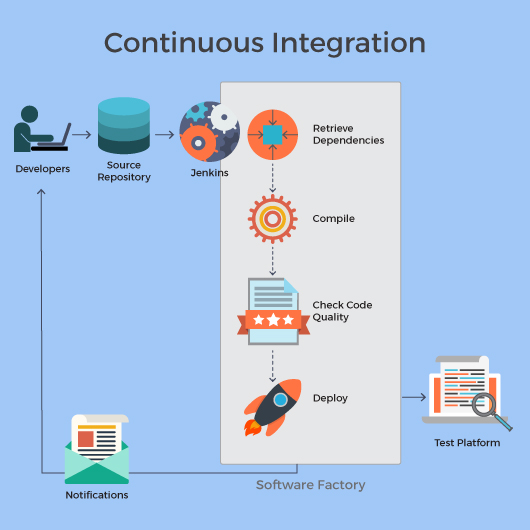 Continuous Integration
Developers
Source
Repository
Jenkins
Retrieve
Dependencies
Compile
Check Code
Quality
Deploy
Test Platform
Notifications
Software Factory